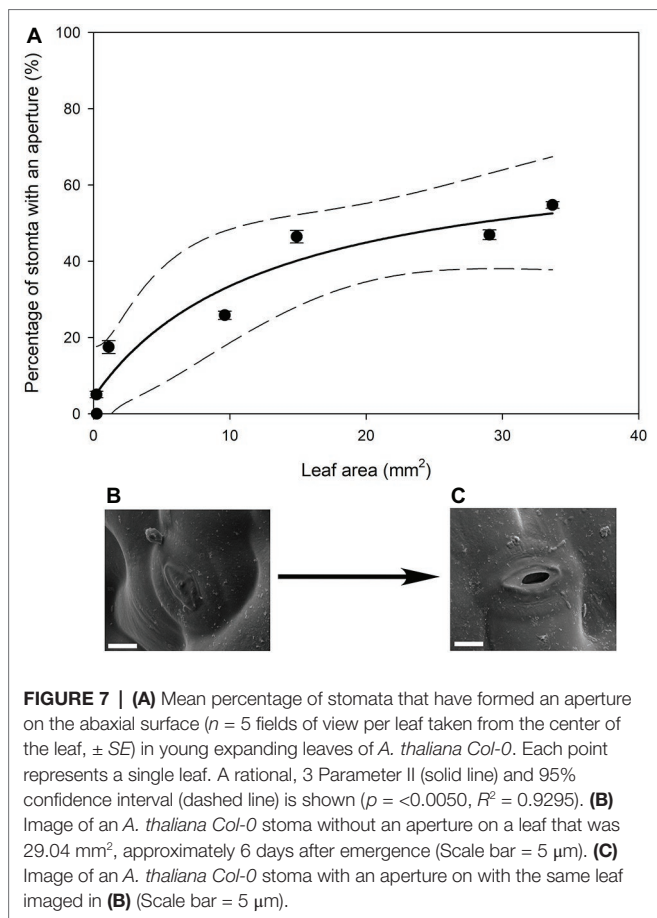 A
100
80
60
40
20
0
Percentage of stomta with an aperture (%)
0 10 20 30 40
Leaf area (mm²)
B
C
FIGURE 7 | (A) Mean percentage of stomata that have formed an aperture
on the abaxial surface (n = 5 fields of view per leaf taken from the center of
the leaf, ± SE) in young expanding leaves of A. thaliana Col-0. Each point
represents a single leaf. A rational, 3 Parameter II (solid line) and 95%
confidence interval (dashed line) is shown (p = <0.0050, R² = 0.9295). (B)
Image of an A. thaliana Col-0 stoma without an aperture on a leaf that was
29.04 mm², approximately 6 days after emergence (Scale bar = 5 μm). (C)
Image of an A. thaliana Col-0 stoma with an aperture on with the same leaf
imaged in (B) (Scale bar = 5 μm).